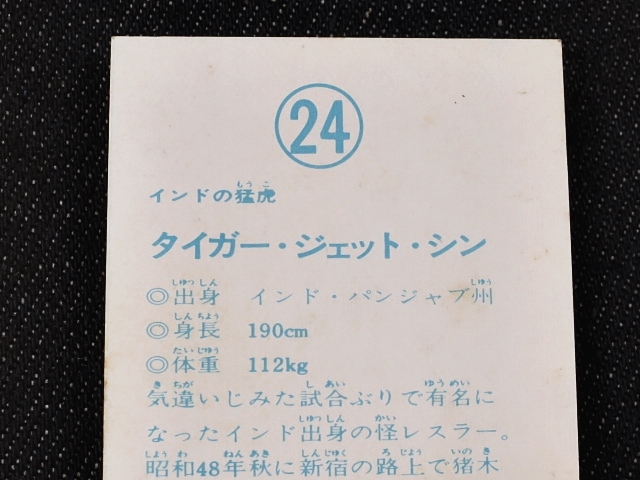 24
インドの猛虎
タイガー・ジェット・シン
◎出身 インド・パンジャブ州
◎身長 190cm
◎体重 112kg
気違いじみた試合ぶりで有名に
なったインド出身の怪レスラー。
昭和48年秋に新宿の路上で猪木